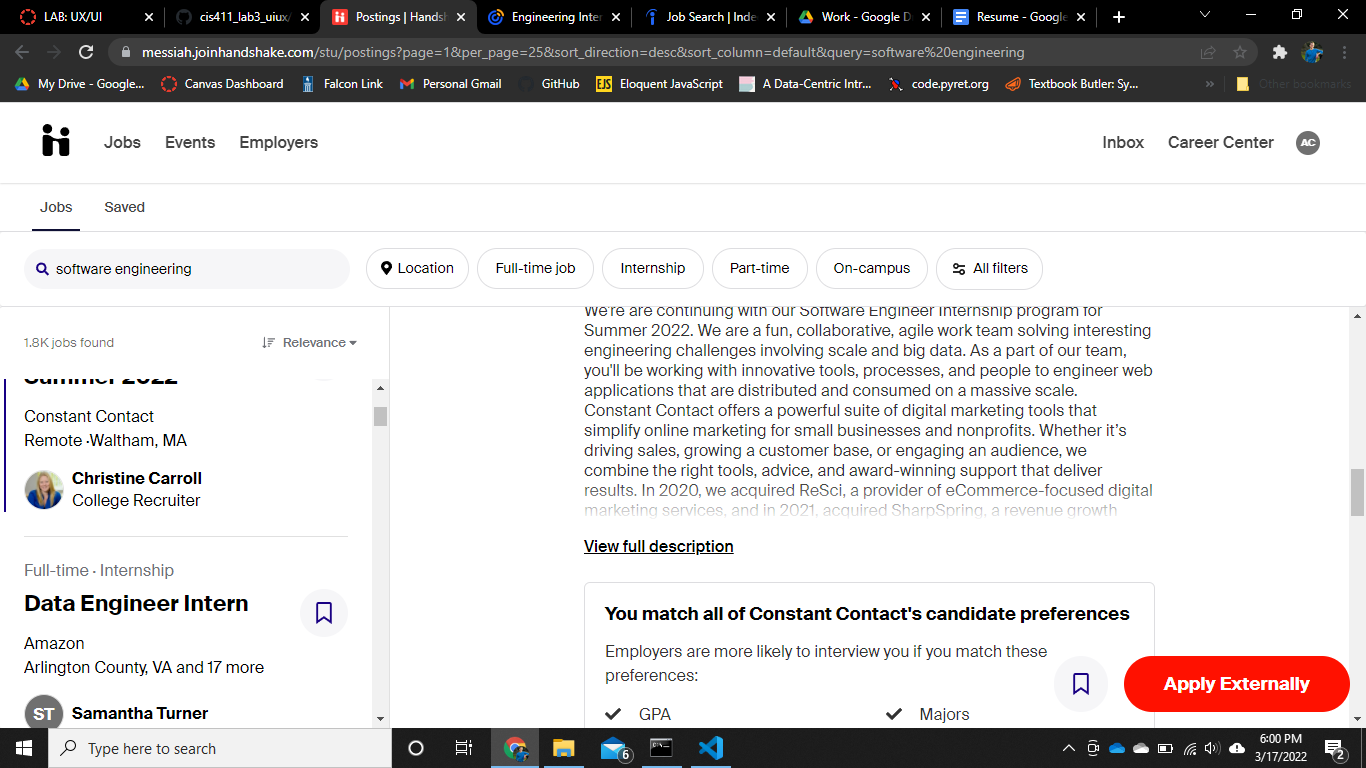 LAB: UX/UI
cis411_lab3_uiux/
Postings | Handsh
Engineering Inter
Job Search | Inde
Work - Google D
Resume - Google
messiah.joinhandshake.com/stu/postings?page=1&per_page=25&sort_direction=desc&sort_column=default&query=software%20engineering
My Drive - Google...
Canvas Dashboard
Falcon Link
Personal Gmail
GitHub
EJS Eloquent JavaScript
A Data-Centric Intr...
code.pyret.org
Textbook Butler: Sy...
»
Other bookmarks
Jobs
Events
Employers
Inbox
Career Center
AC
Jobs
Saved
software engineering
Location
Full-time job
Internship
Part-time
On-campus
All filters
1.8K jobs found
Relevance
Summer 2022
Constant Contact
Remote ·Waltham, MA
Christine Carroll
College Recruiter
Full-time · Internship
Data Engineer Intern
Amazon
Arlington County, VA and 17 more
ST
Samantha Turner
We're are continuing with our Software Engineer Internship program for
Summer 2022. We are a fun, collaborative, agile work team solving interesting
engineering challenges involving scale and big data. As a part of our team,
you'll be working with innovative tools, processes, and people to engineer web
applications that are distributed and consumed on a massive scale.
Constant Contact offers a powerful suite of digital marketing tools that
simplify online marketing for small businesses and nonprofits. Whether it’s
driving sales, growing a customer base, or engaging an audience, we
combine the right tools, advice, and award-winning support that deliver
results. In 2020, we acquired ReSci, a provider of eCommerce-focused digital
marketing services, and in 2021, acquired SharpSpring, a revenue growth
View full description
You match all of Constant Contact's candidate preferences
Employers are more likely to interview you if you match these
preferences:
GPA
Majors
Apply Externally
Type here to search
6
6:00 PM
3/17/2022
2